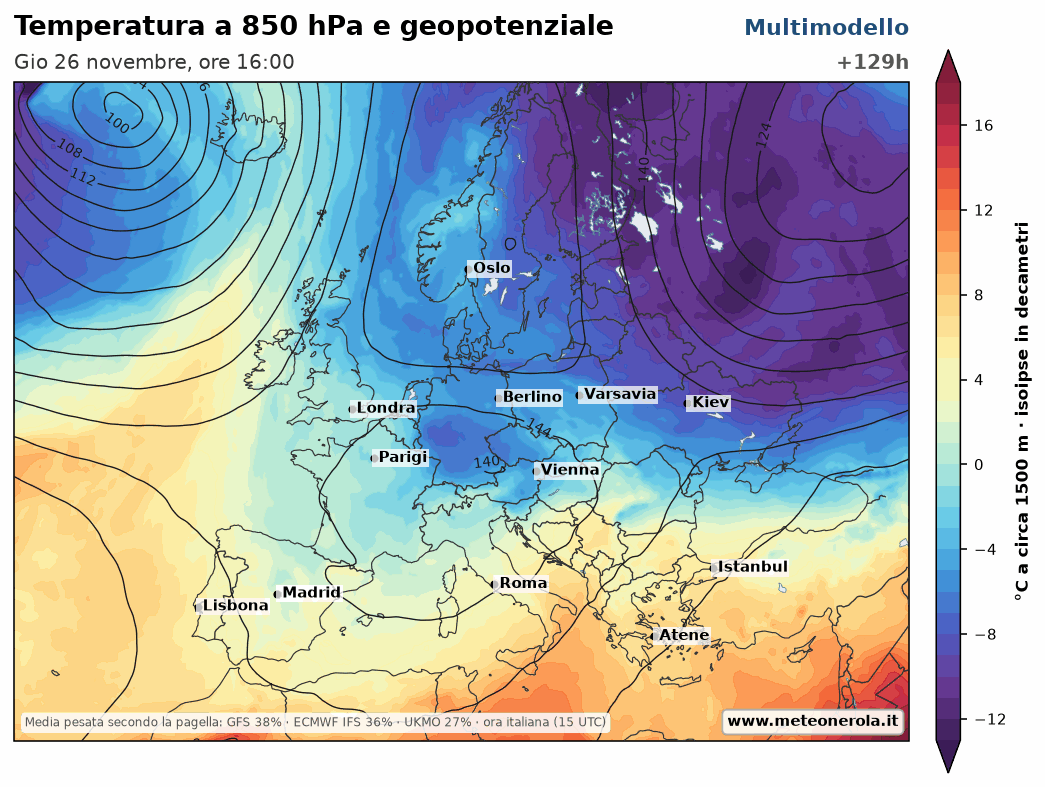 Temperatura a 850 hPa e geopotenziale
Multimodello
Gio 26 novembre, ore 16:00
+129h
100
108
112
124
140
Oslo
Londra
Berlino
Varsavia
Kiev
144
Parigi
140
Vienna
Istanbul
Roma
Madrid
Lisbona
Atene
Media pesata secondo la pagella: GFS 38% · ECMWF IFS 36% · UKMO 27% · ora italiana (15 UTC)
www.meteonerola.it
16
12
8
4
0
−4
−8
−12
°C a circa 1500 m · isoipse in decametri